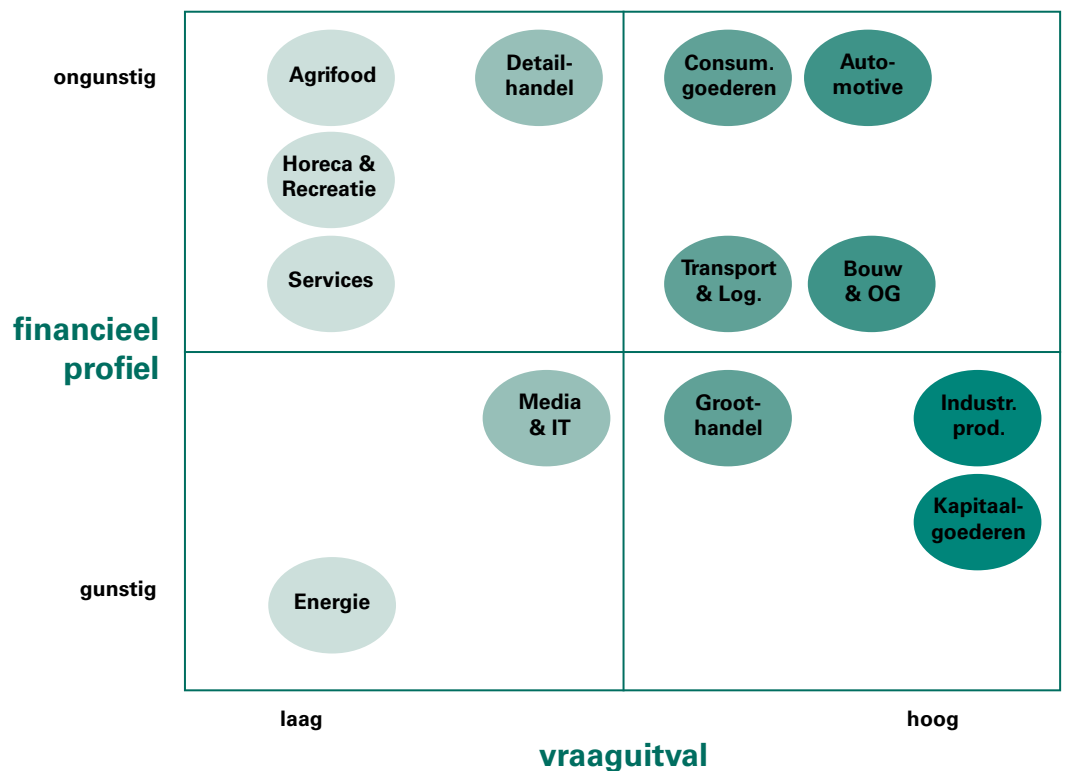 ongunstig
Agrifood
Detail-
handel
Consum.
goederen
Auto-
motive
Horeca &
Recreatie
Services
Transport
& Log.
Bouw
& OG
financieel
profiel
Media
& IT
Groot-
handel
Industr.
prod.
Kapitaal-
goederen
gunstig
Energie
laag
hoog
vraaguitval